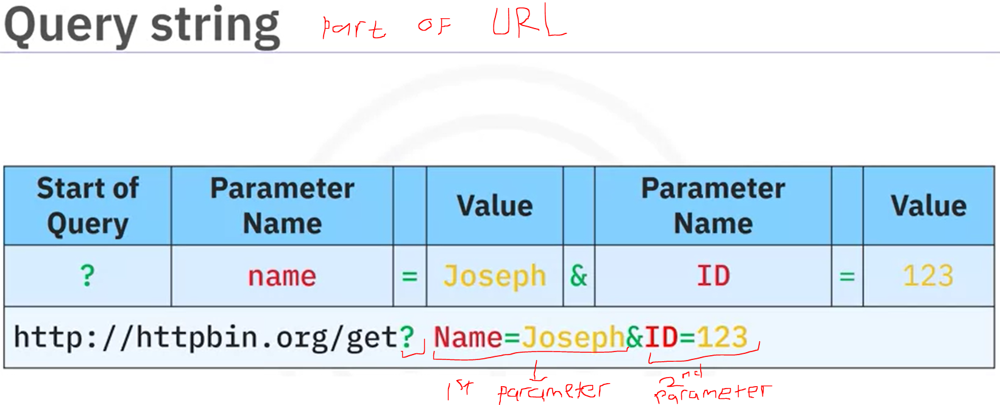 Query string part of URL
Start of Query Parameter Name Value Parameter Name Value
? name = Joseph & ID = 123
http://httpbin.org/get? Name=Joseph&ID=123
1st parameter 2nd parameter